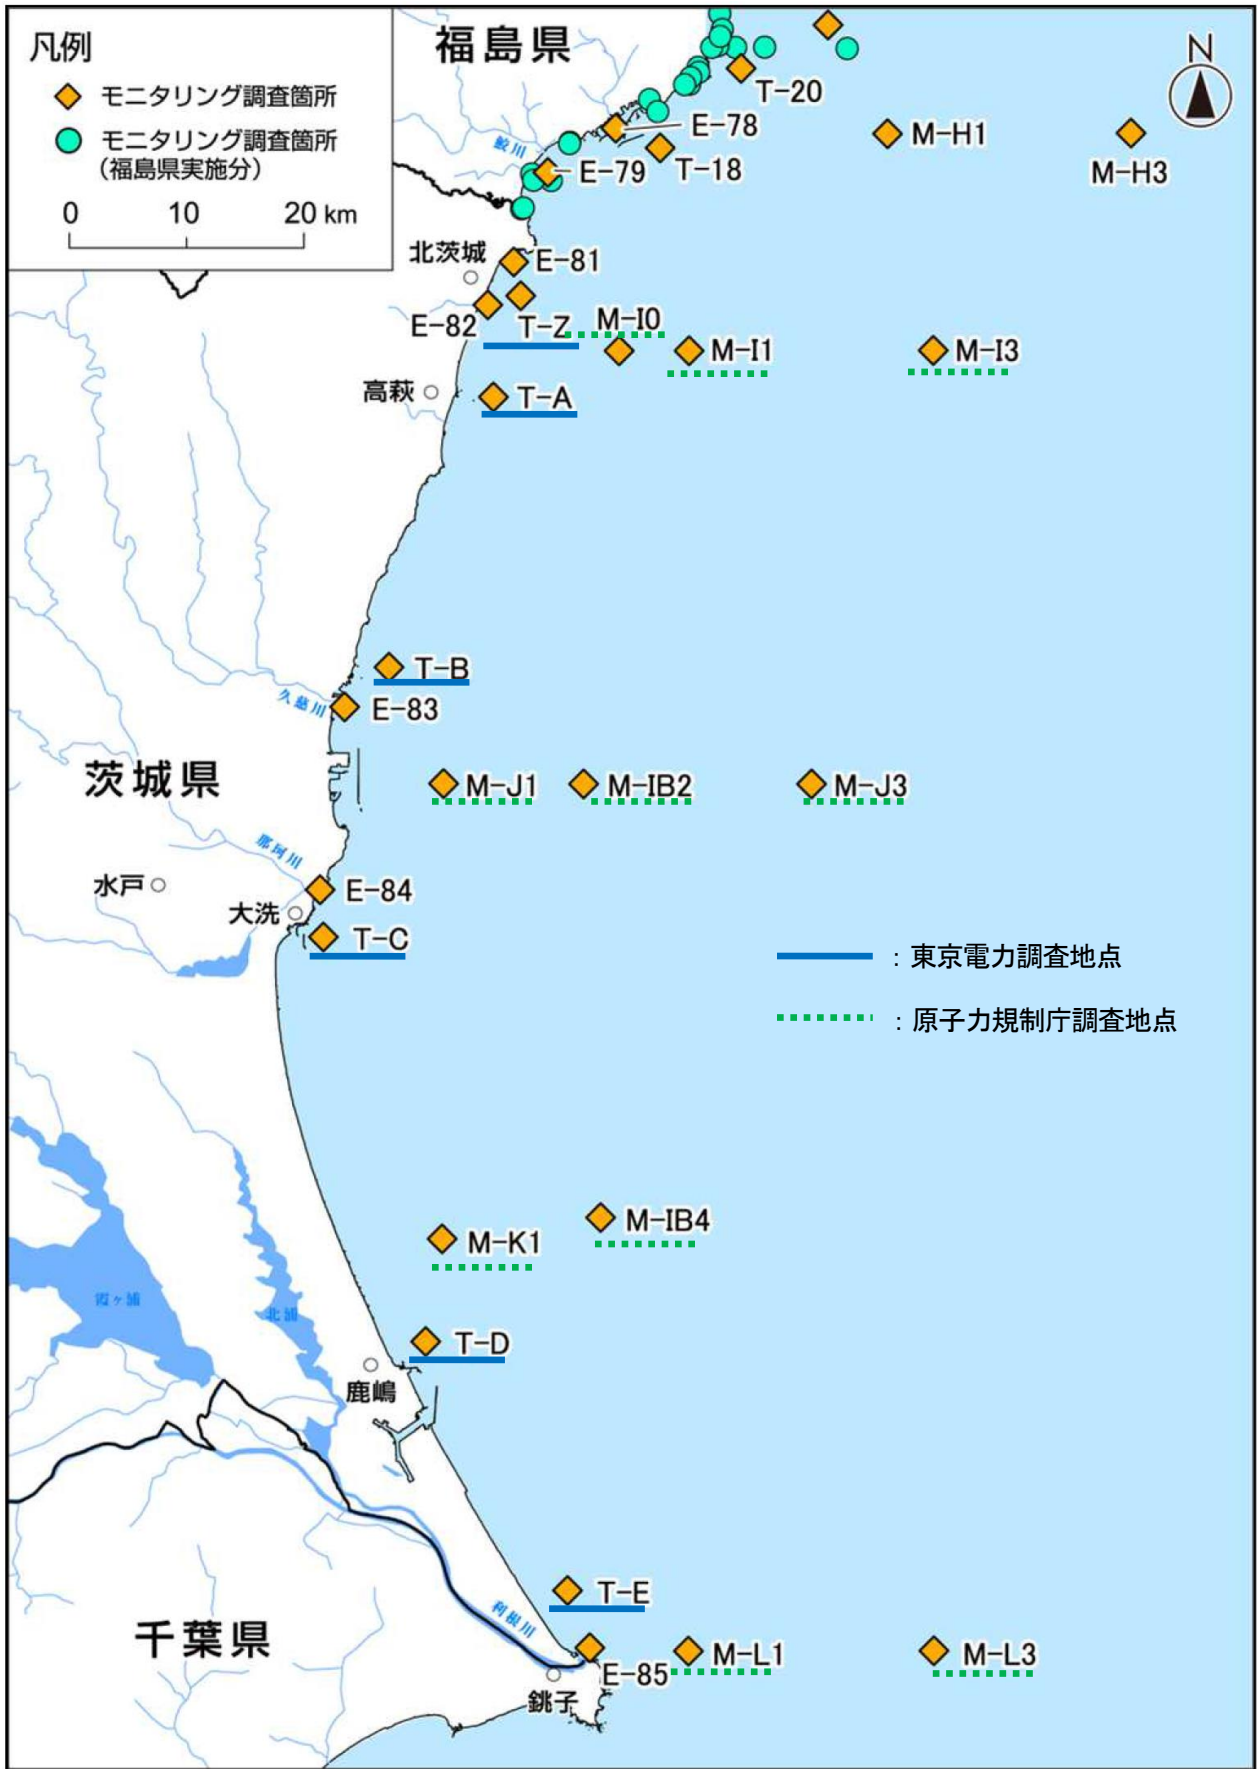 凡例
モニタリング調査箇所
モニタリング調査箇所
(福島県実施分)
0 10 20 km
福島県
N
T-20
E-78
M-H1
鮫川
E-79
T-18
M-H3
北茨城
E-81
E-82
T-Z
M-I0
M-I1
M-I3
高萩
T-A
T-B
久慈川
E-83
茨城県
M-J1
M-IB2
M-J3
那珂川
水戸
E-84
大洗
T-C
:東京電力調査地点
:原子力規制庁調査地点
M-IB4
M-K1
霞ヶ浦
北浦
T-D
鹿嶋
T-E
利根川
千葉県
E-85
M-L1
M-L3
銚子